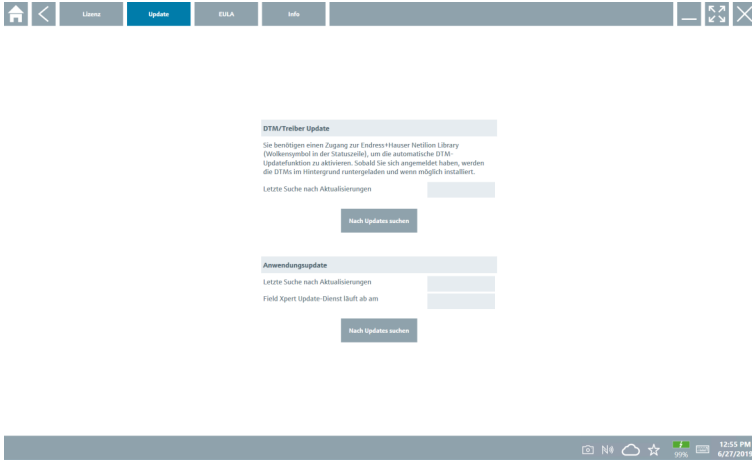 Lizenz
Update
EULA
Info
DTM/Treiber Update
Sie benötigen einen Zugang zur Endress+Hauser Netilion Library
(Wolkensymbol in der Statuszeile), um die automatische DTM-
Updatefunktion zu aktivieren. Sobald Sie sich angemeldet haben, werden
die DTMs im Hintergrund runtergeladen und wenn möglich installiert.
Letzte Suche nach Aktualisierungen
Nach Updates suchen
Anwendungsupdate
Letzte Suche nach Aktualisierungen
Field Xpert Update-Dienst läuft ab am
Nach Updates suchen
99%
12:55 PM
6/27/2019